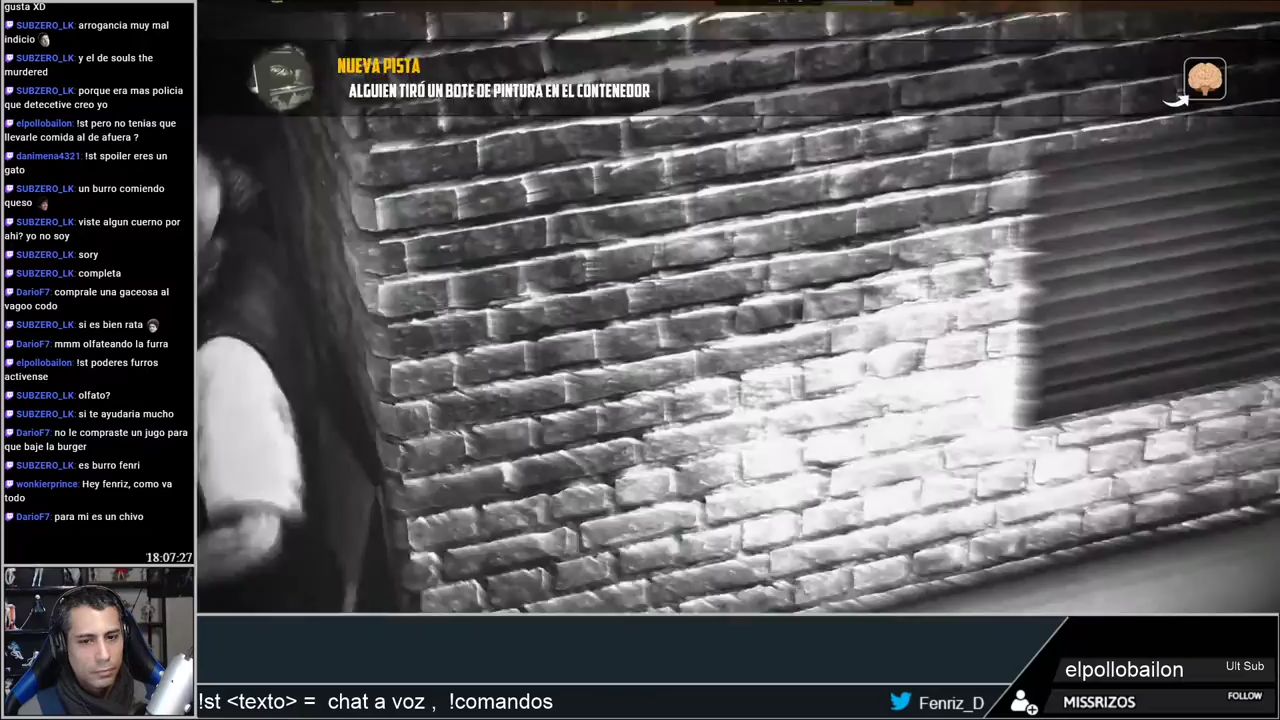 gusta XD
SUBZERO_LK: arrogancia muy mal
indicio
SUBZERO_LK: y el de souls the
murdered
SUBZERO_LK: porque era mas policia
que detecetive creo yo
elpollobailon: !st pero no tenias que
llevarle comida al de afuera ?
danimena4321: !st spoiler eres un
gato
SUBZERO_LK: un burro comiendo
queso
SUBZERO_LK: viste algun cuerno por
ahi? yo no soy
SUBZERO_LK: sory
SUBZERO_LK: completa
DarioF7: comprale una gaceosa al
vagoo codo
SUBZERO_LK: si es bien rata
DarioF7: mmm olfateando la furra
elpollobailon: !st poderes furros
activense
SUBZERO_LK: olfato?
SUBZERO_LK: si te ayudaria mucho
DarioF7: no le compraste un jugo para
que baje la burger
SUBZERO_LK: es burro fenri
wonkierprince: Hey fenriz, como va
todo
DarioF7: para mi es un chivo
18:07:27
NUEVA PISTA
ALGUIEN TIRÓ UN BOTE DE PINTURA EN EL CONTENEDOR
!st <texto> = chat a voz , !comandos
Fenriz_D
elpollobailon Ult Sub
MISSRIZOS FOLLOW